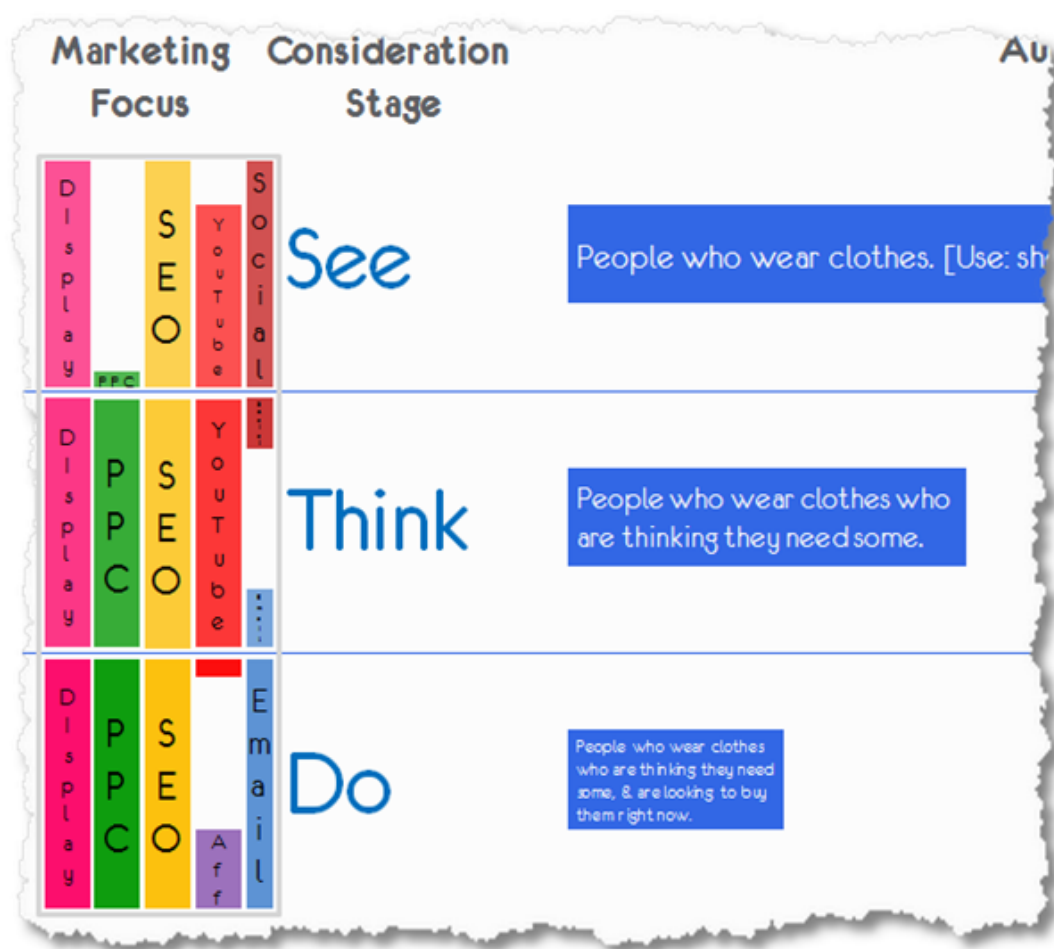 Marketing Focus
Consideration Stage
Au
Display
PPC
SEO
YouTube
Social
See
People who wear clothes. [Use: sh
Display
PPC
SEO
YouTube
Think
People who wear clothes who
are thinking they need some.
Display
PPC
SEO
Aff
Email
Do
People who wear clothes
who are thinking they need
some, & are looking to buy
them right now.